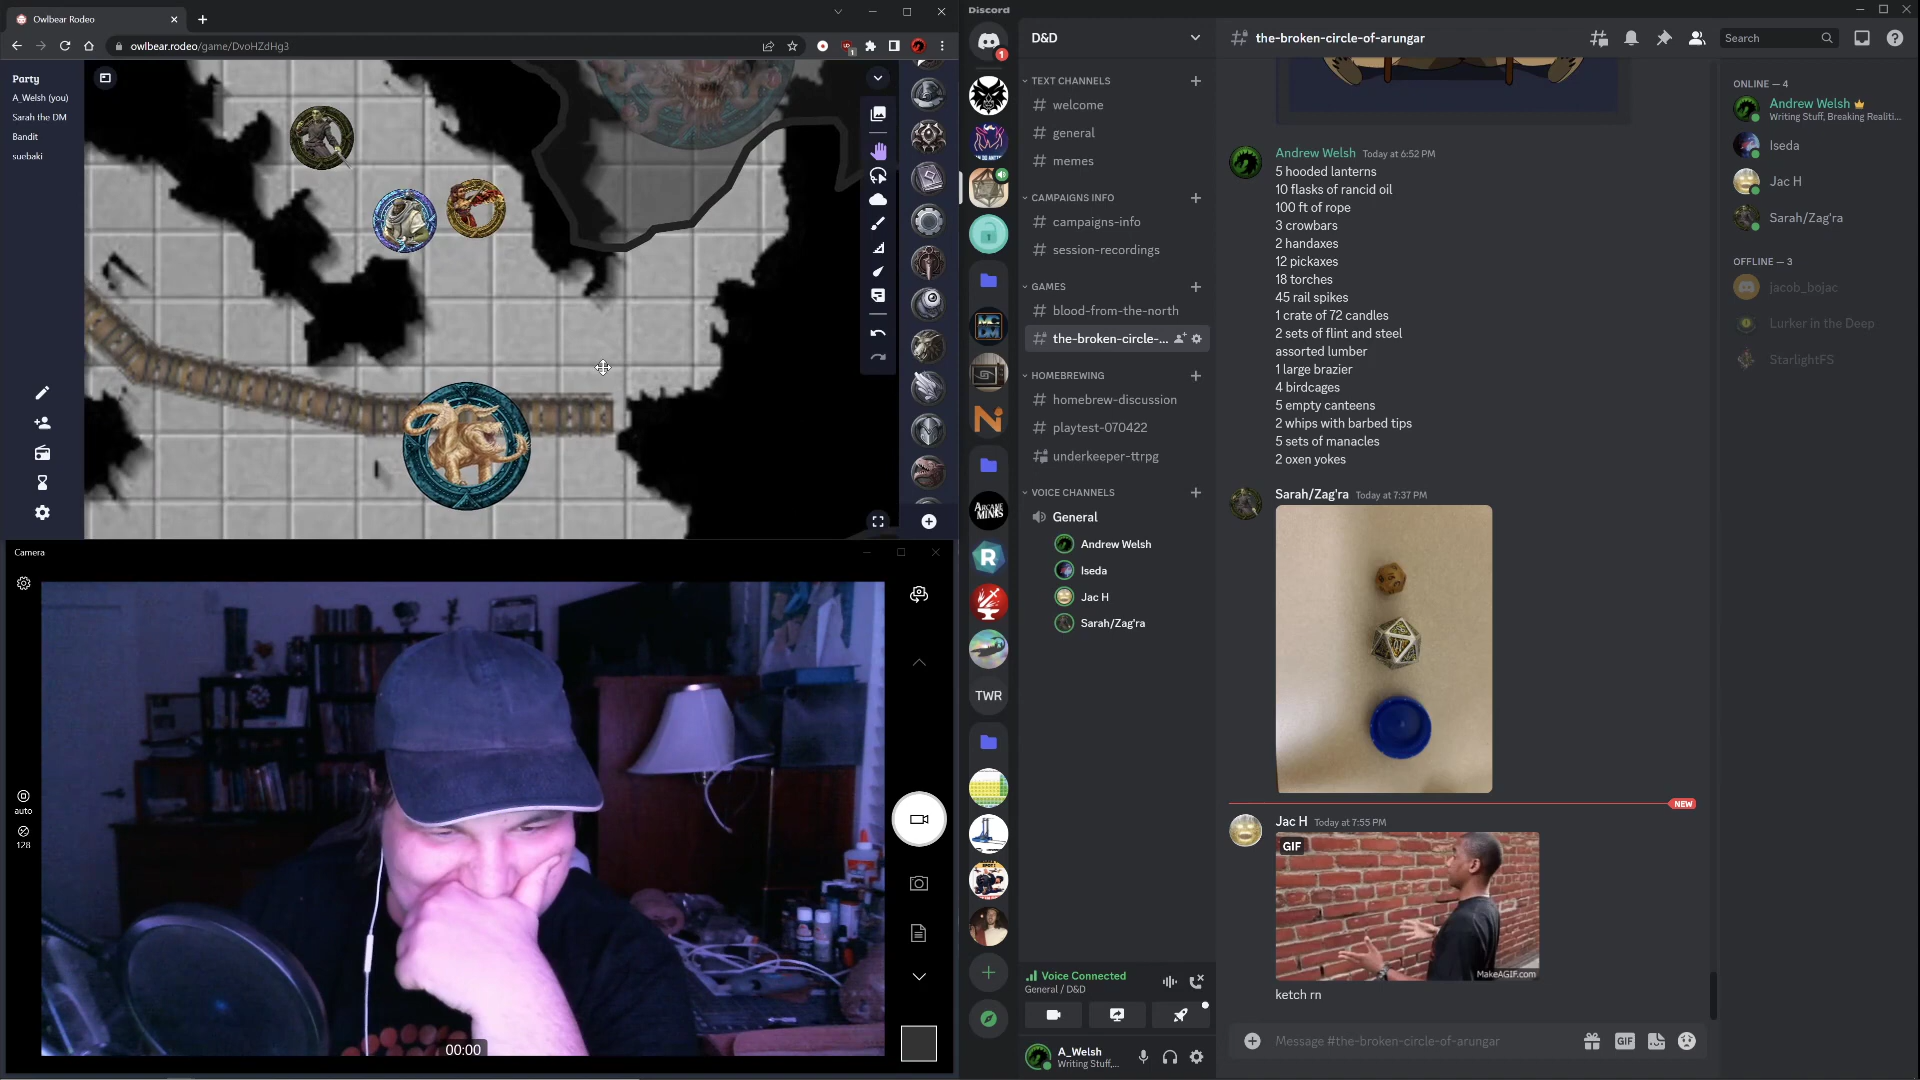 Owlbear Rodeo
owlbear.rodeo/game/DvoHZdHg3
Party
A_Welsh (you)
Sarah the DM
Bandit
suebaki
Camera
auto
128
00:00
Discord
1
D&D
TEXT CHANNELS
welcome
general
memes
CAMPAIGNS INFO
campaigns-info
session-recordings
GAMES
blood-from-the-north
the-broken-circle-...
HOMEBREWING
homebrew-discussion
playtest-070422
underkeeper-ttrpg
VOICE CHANNELS
General
Andrew Welsh
Iseda
Jac H
Sarah/Zag'ra
MCDM
ARCANE MINIS
TWR
Voice Connected
General / D&D
A_Welsh
Writing Stuff,...
the-broken-circle-of-arungar
Search
Andrew Welsh Today at 6:52 PM
5 hooded lanterns
10 flasks of rancid oil
100 ft of rope
3 crowbars
2 handaxes
12 pickaxes
18 torches
45 rail spikes
1 crate of 72 candles
2 sets of flint and steel
assorted lumber
1 large brazier
4 birdcages
5 empty canteens
2 whips with barbed tips
5 sets of manacles
2 oxen yokes
Sarah/Zag'ra Today at 7:37 PM
NEW
Jac H Today at 7:55 PM
GIF
MakeAGIF.com
ketch rn
Message #the-broken-circle-of-arungar
GIF
ONLINE — 4
Andrew Welsh
Writing Stuff, Breaking Realiti...
Iseda
Jac H
Sarah/Zag'ra
OFFLINE — 3
jacob_bojac
Lurker in the Deep
StarlightFS